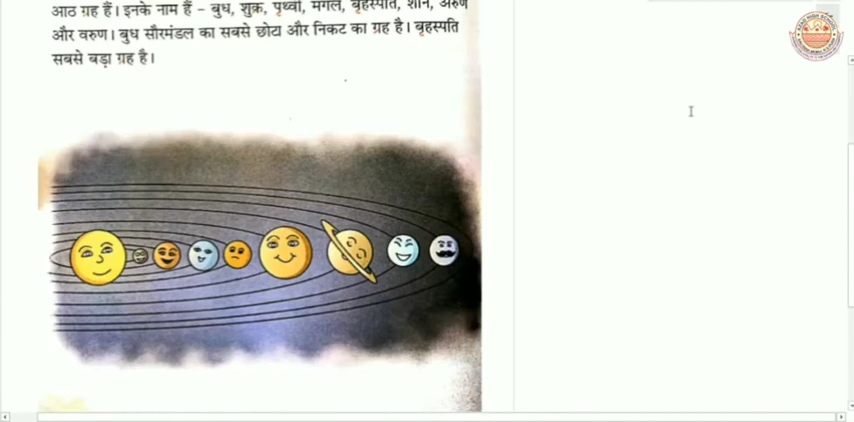 आठ ग्रह हैं। इनके नाम हैं – बुध, शुक्र, पृथ्वी, मंगल, बृहस्पति, शनि, अरुण
और वरुण। बुध सौरमंडल का सबसे छोटा और निकट का ग्रह है। बृहस्पति
सबसे बड़ा ग्रह है।